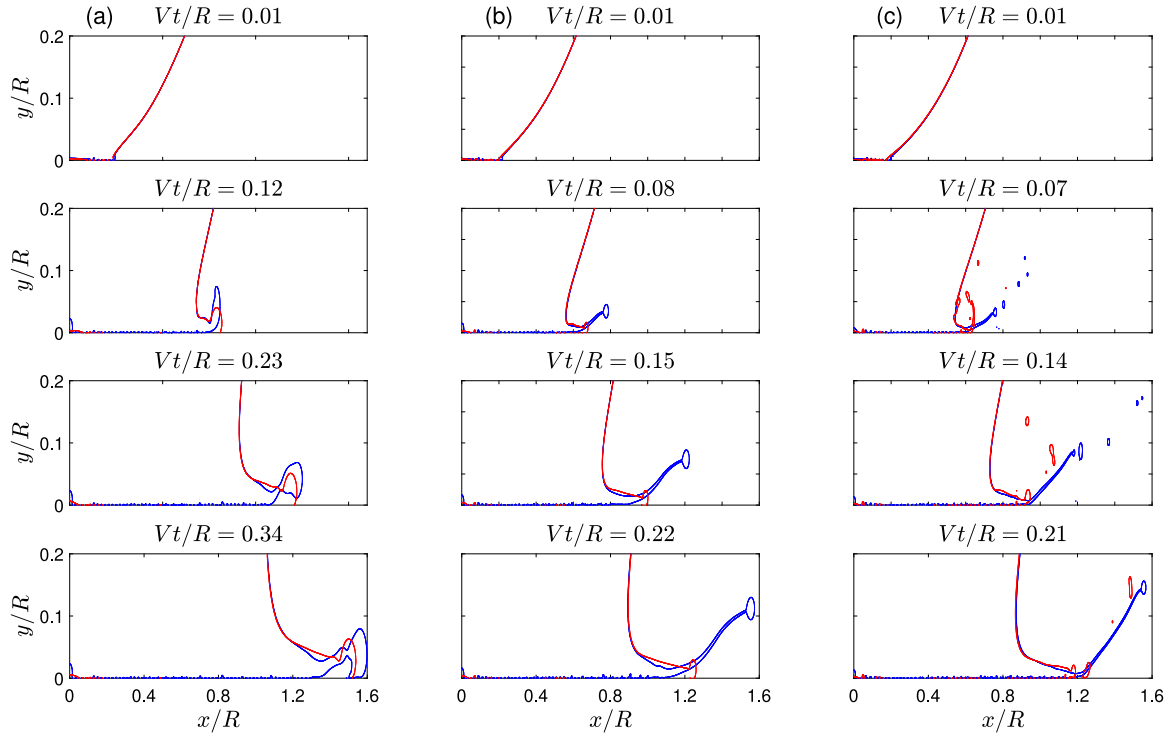 (a) Vt/R = 0.01 (b) Vt/R = 0.01 (c) Vt/R = 0.01
0.2
y/R
0.1
0
Vt/R = 0.12 Vt/R = 0.08 Vt/R = 0.07
0.2
y/R
0.1
0
Vt/R = 0.23 Vt/R = 0.15 Vt/R = 0.14
0.2
y/R
0.1
0
Vt/R = 0.34 Vt/R = 0.22 Vt/R = 0.21
0.2
y/R
0.1
0
0 0.4 0.8 1.2 1.6 0 0.4 0.8 1.2 1.6 0 0.4 0.8 1.2 1.6
x/R x/R x/R